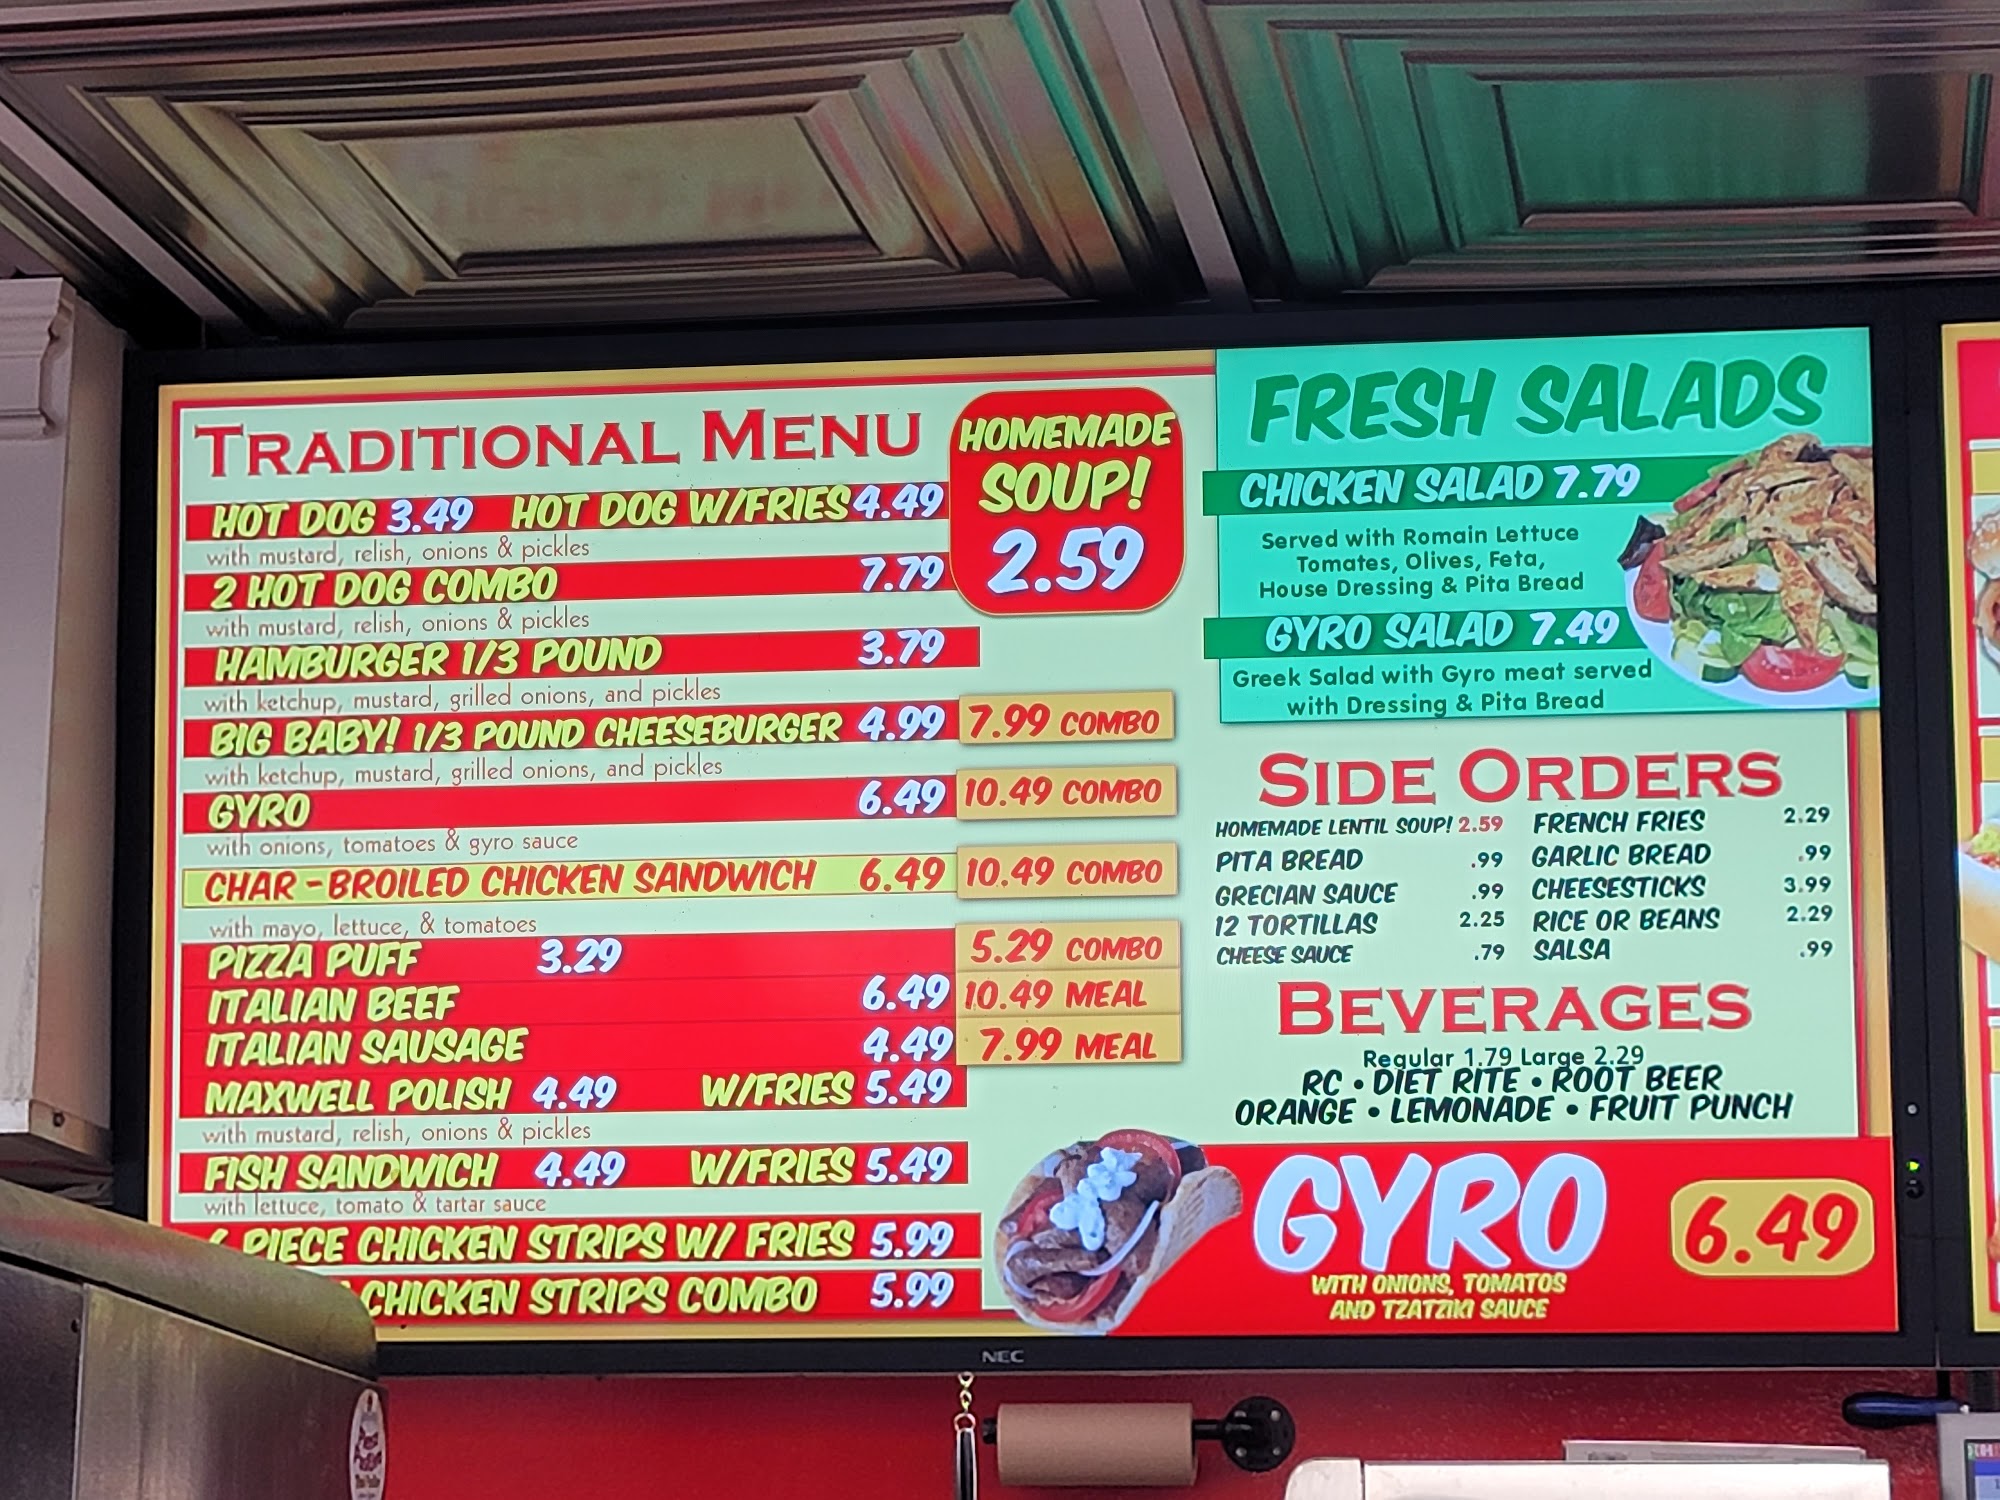 TRADITIONAL MENU
HOT DOG 3.49 HOT DOG W/FRIES 4.49
with mustard, relish, onions & pickles
2 HOT DOG COMBO 7.79
with mustard, relish, onions & pickles
HAMBURGER 1/3 POUND 3.79
with ketchup, mustard, grilled onions, and pickles
BIG BABY! 1/3 POUND CHEESEBURGER 4.99 7.99 COMBO
with ketchup, mustard, grilled onions, and pickles
GYRO 6.49 10.49 COMBO
with onions, tomatoes & gyro sauce
CHAR-BROILED CHICKEN SANDWICH 6.49 10.49 COMBO
with mayo, lettuce, & tomatoes
PIZZA PUFF 3.29 5.29 COMBO
ITALIAN BEEF 6.49 10.49 MEAL
ITALIAN SAUSAGE 4.49 7.99 MEAL
MAXWELL POLISH 4.49 W/FRIES 5.49
with mustard, relish, onions & pickles
FISH SANDWICH 4.49 W/FRIES 5.49
with lettuce, tomato & tartar sauce
PIECE CHICKEN STRIPS W/ FRIES 5.99
CHICKEN STRIPS COMBO 5.99
HOMEMADE
SOUP!
2.59
FRESH SALADS
CHICKEN SALAD 7.79
Served with Romain Lettuce
Tomates, Olives, Feta,
House Dressing & Pita Bread
GYRO SALAD 7.49
Greek Salad with Gyro meat served
with Dressing & Pita Bread
SIDE ORDERS
HOMEMADE LENTIL SOUP! 2.59 FRENCH FRIES 2.29
PITA BREAD .99 GARLIC BREAD .99
GRECIAN SAUCE .99 CHEESESTICKS 3.99
12 TORTILLAS 2.25 RICE OR BEANS 2.29
CHEESE SAUCE .79 SALSA .99
BEVERAGES
Regular 1.79 Large 2.29
RC • DIET RITE • ROOT BEER
ORANGE • LEMONADE • FRUIT PUNCH
GYRO 6.49
WITH ONIONS, TOMATOS
AND TZATZIKI SAUCE
NEC